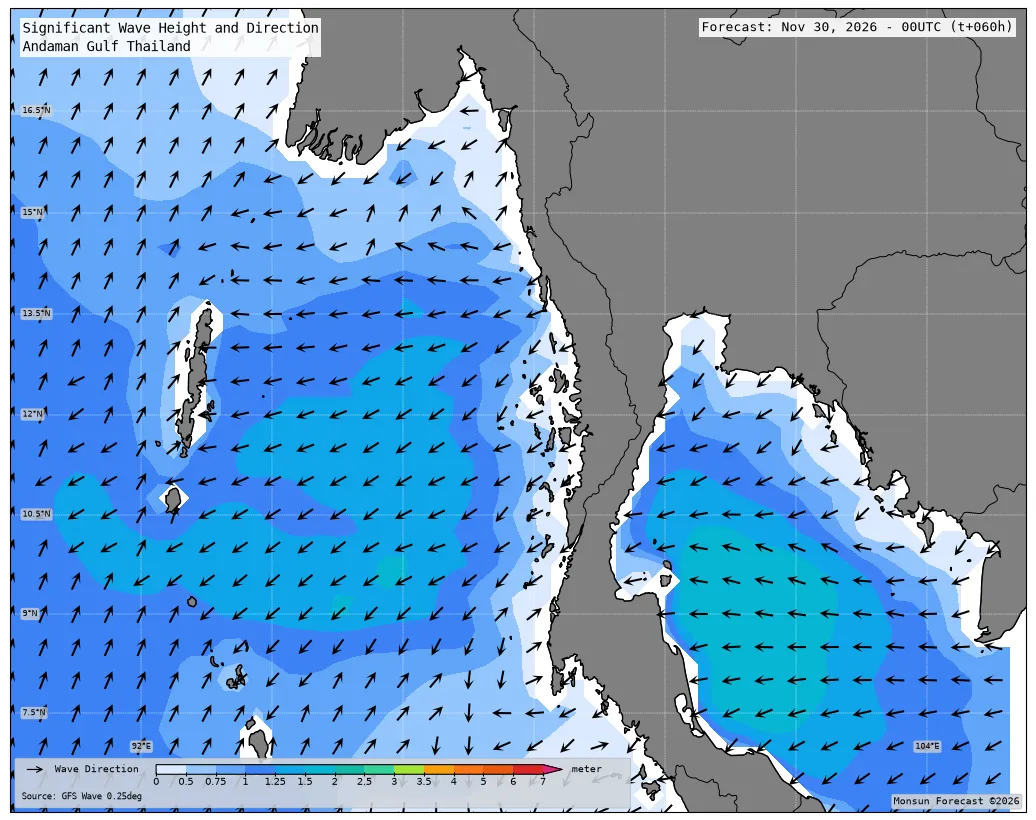 Significant Wave Height and Direction
Andaman Gulf Thailand
Forecast: Nov 30, 2026 - 00UTC (t+060h)
16.5°N
15°N
13.5°N
12°N
10.5°N
9°N
7.5°N
92°E
104°E
Wave Direction
0.5 0.75 1 1.25 1.5 2 2.5 3 3.5 4 5 6 7
meter
Source: GFS Wave 0.25deg
Monsun Forecast ©2026